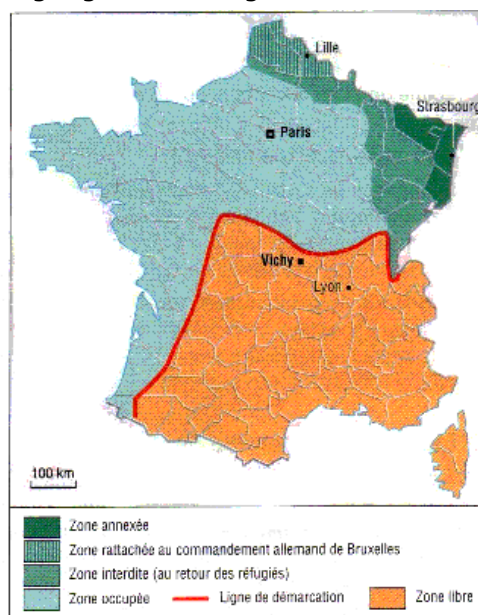 Lille
Strasbourg
Paris
Vichy
Lyon
100 km
Zone annexée
Zone rattachée au commandement allemand de Bruxelles
Zone interdite (au retour des réfugiés)
Zone occupée Ligne de démarcation Zone libre